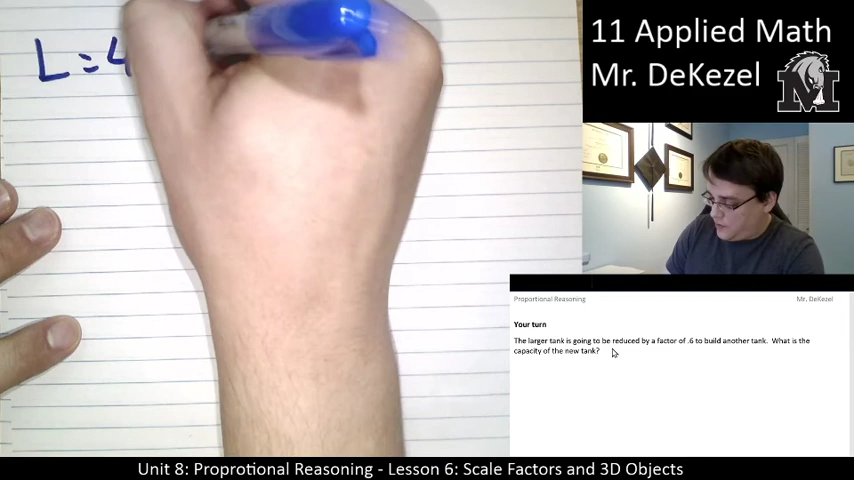 L = 4
11 Applied Math
Mr. DeKezel
M
Proportional Reasoning Mr. DeKezel
Your turn
The larger tank is going to be reduced by a factor of .6 to build another tank. What is the
capacity of the new tank?
Unit 8: Proprotional Reasoning - Lesson 6: Scale Factors and 3D Objects